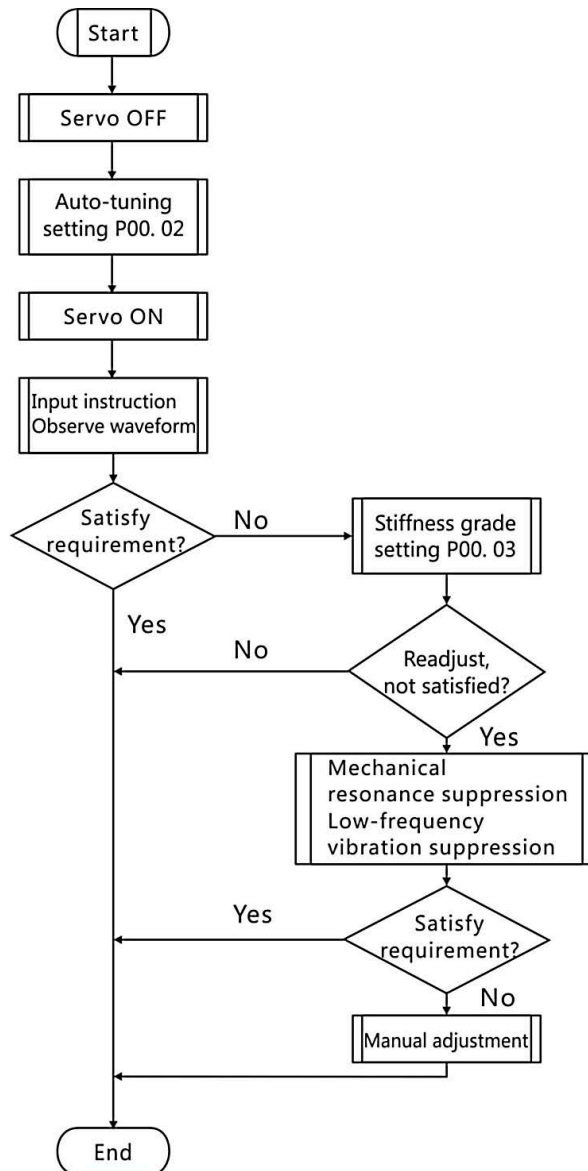 Start
Servo OFF
Auto-tuning
setting P00. 02
Servo ON
Input instruction
Observe waveform
Satisfy
requirement?
No
Stiffness grade
setting P00. 03
Yes
No
Readjust,
not satisfied?
Yes
Mechanical
resonance suppression
Low-frequency
vibration suppression
Yes
Satisfy
requirement?
No
Manual adjustment
End